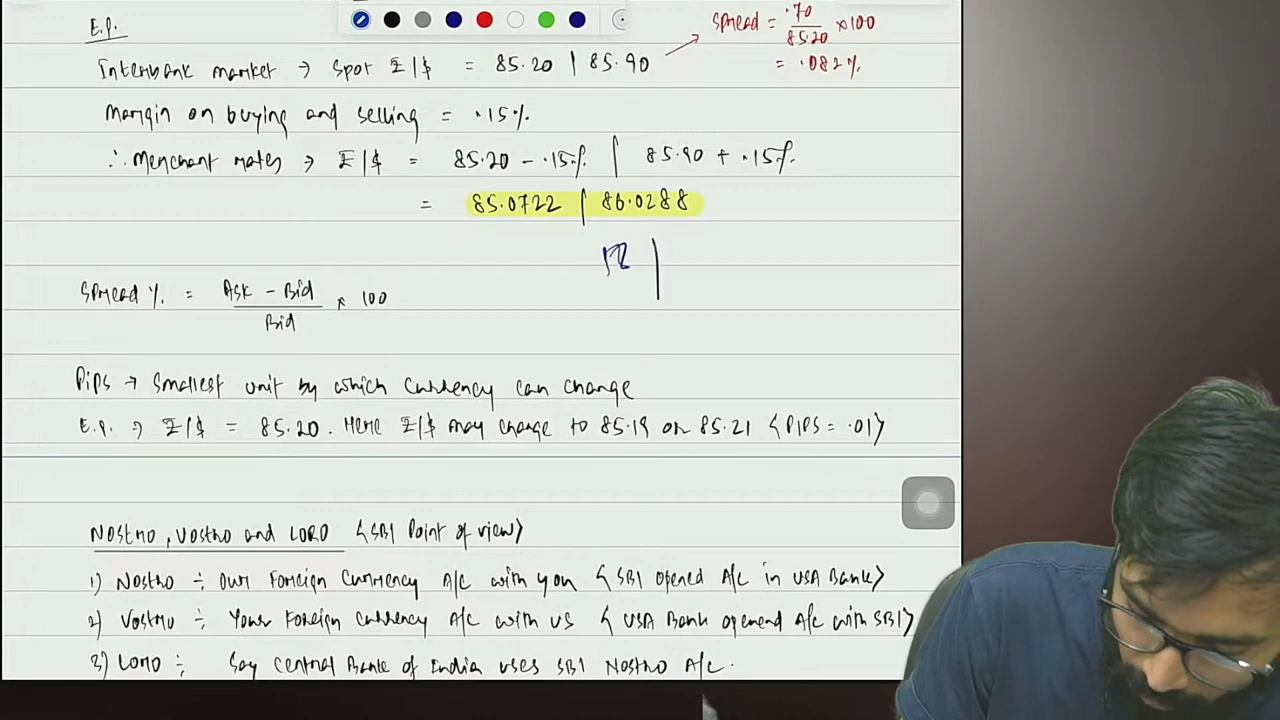 E.g.
Spread = .70/85.20 × 100
= .082%
Interbank market → Spot ₹/$ = 85.20 | 85.90
Margin on buying and selling = .15%
∴ Merchant rates → ₹/$ = 85.20 - .15% | 85.90 + .15%
= 85.0722 | 86.0288
Spread % = Ask - Bid/Bid × 100
Pips → Smallest unit by which currency can change
E.g. → ₹/$ = 85.20. Here ₹/$ may change to 85.19 or 85.21 {PIPS = .01}
Nostro, Vostro and LORO {SBI Point of view}
1) Nostro ÷ Our Foreign Currency A/c with you {SBI opened A/c in USA Bank}
2) Vostro ÷ Your Foreign Currency A/c with us {USA Bank opened A/c with SBI}
3) Loro ÷ Say Central Bank of India uses SBI Nostro A/c.